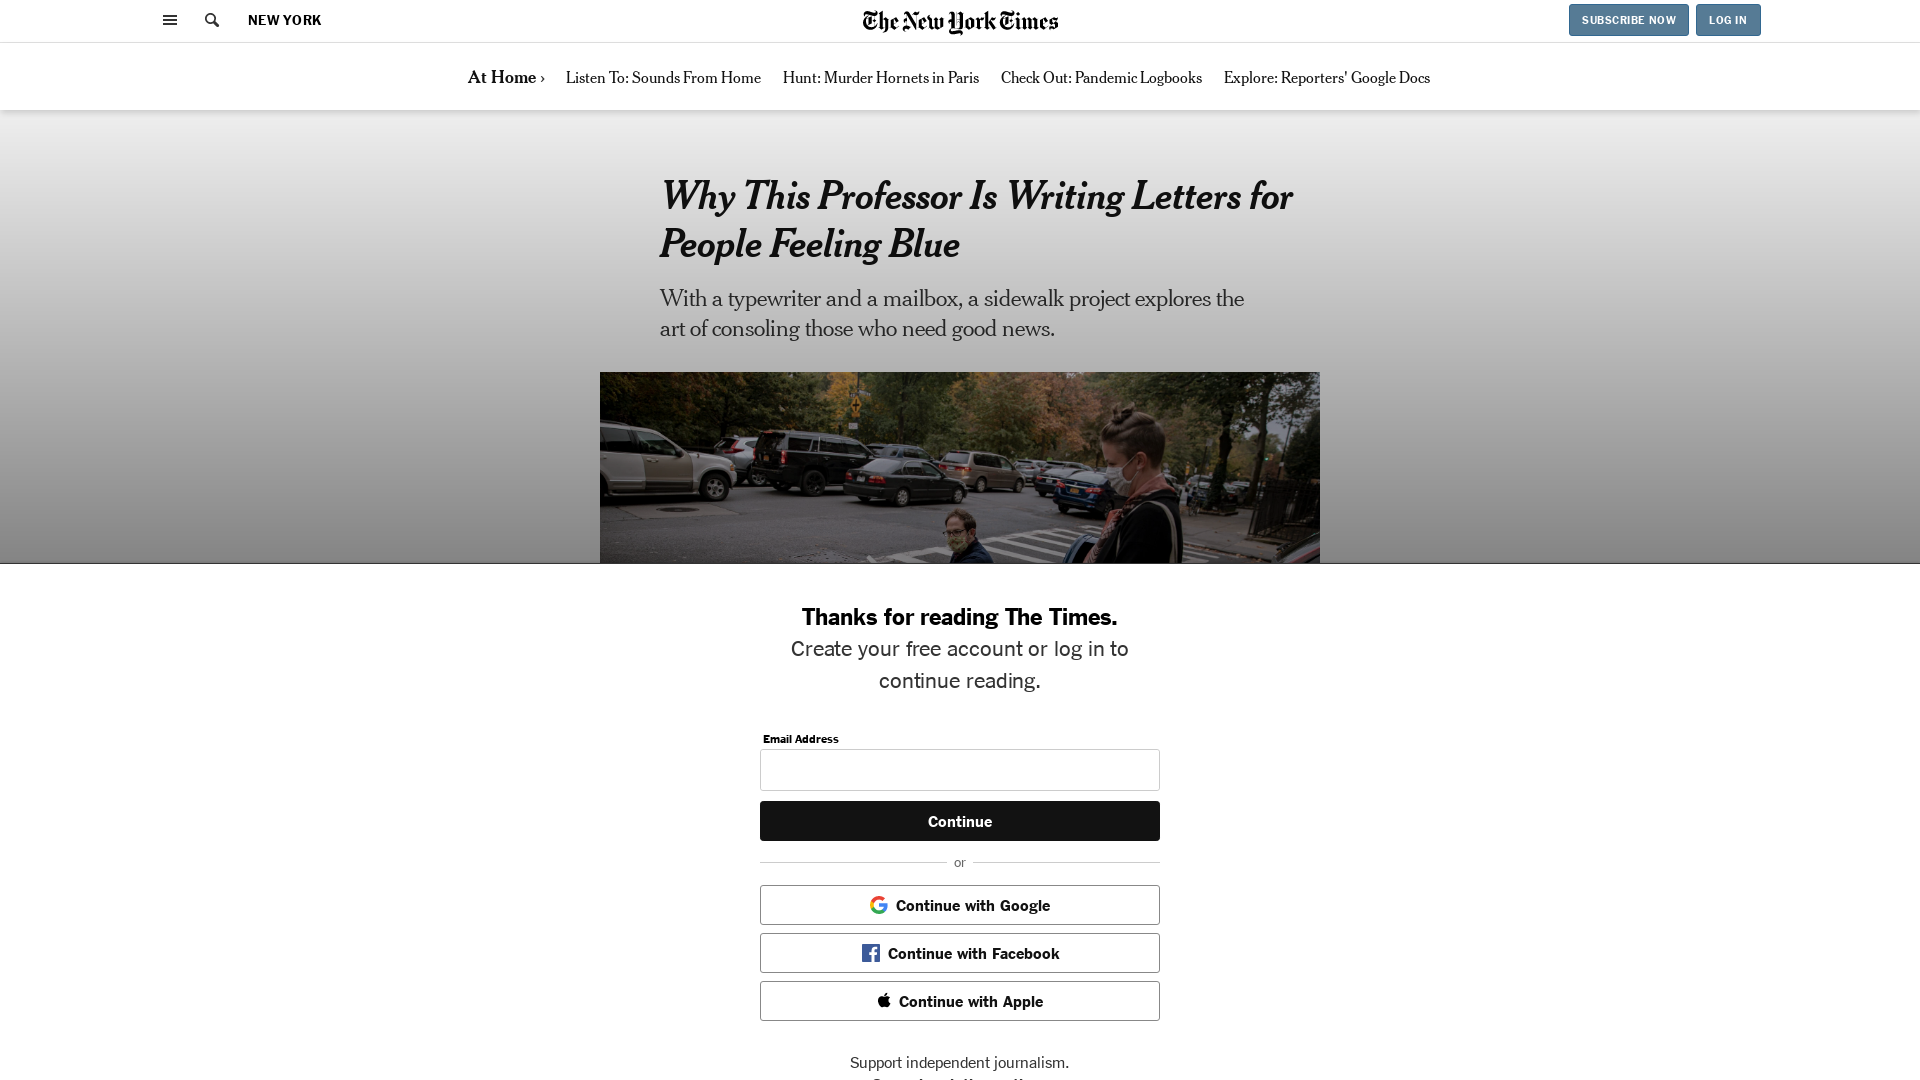 NEW YORK
The New York Times
SUBSCRIBE NOW
LOG IN
At Home ›
Listen To: Sounds From Home
Hunt: Murder Hornets in Paris
Check Out: Pandemic Logbooks
Explore: Reporters' Google Docs
Why This Professor Is Writing Letters for
People Feeling Blue
With a typewriter and a mailbox, a sidewalk project explores the
art of consoling those who need good news.
Thanks for reading The Times.
Create your free account or log in to
continue reading.
Email Address
Continue
or
Continue with Google
Continue with Facebook
Continue with Apple
Support independent journalism.